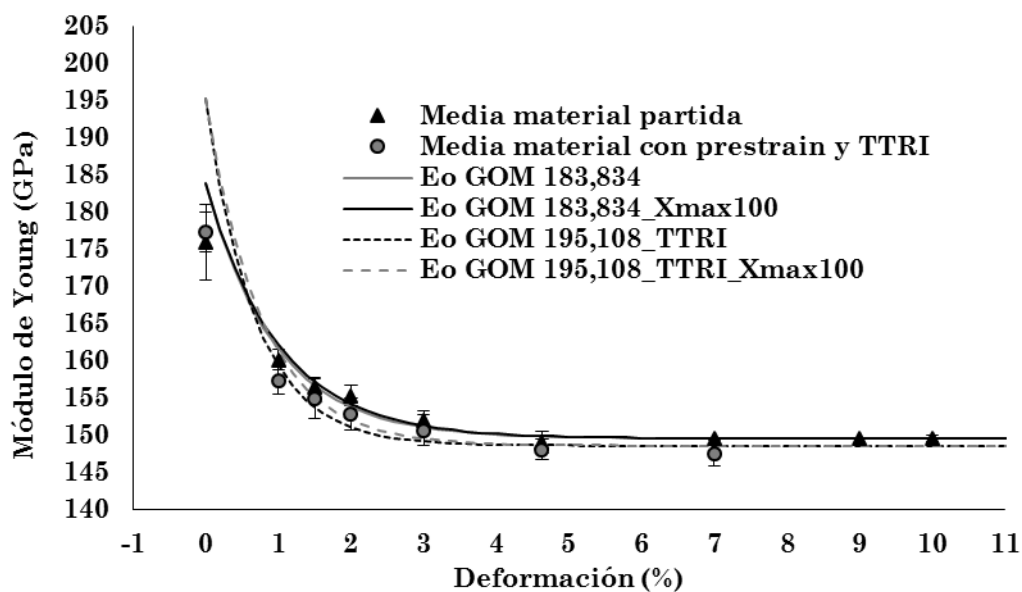 205
200
195
190
185
180
175
170
165
160
155
150
145
140
Módulo de Young (GPa)
Media material partida
Media material con prestrain y TTRI
Eo GOM 183,834
Eo GOM 183,834_Xmax100
Eo GOM 195,108_TTRI
Eo GOM 195,108_TTRI_Xmax100
-1 0 1 2 3 4 5 6 7 8 9 10 11
Deformación (%)